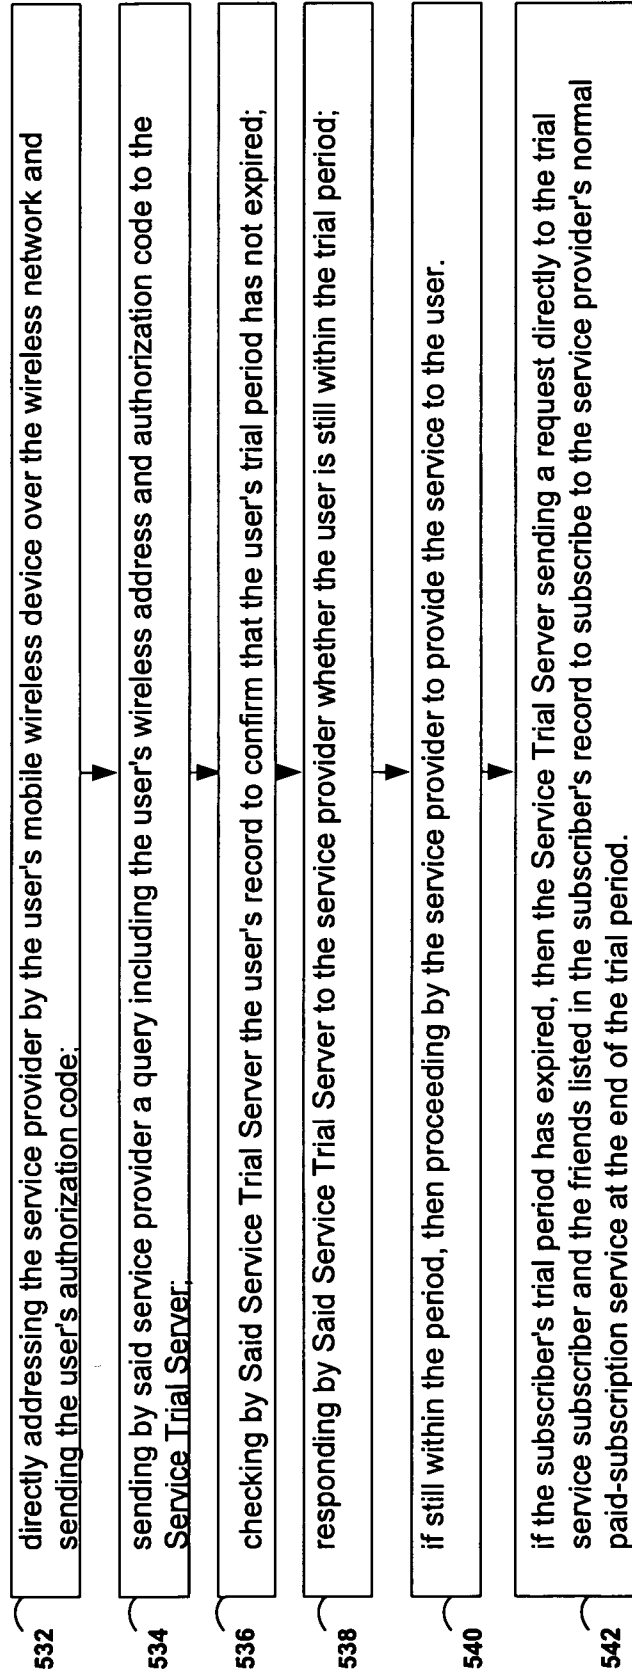 532
directly addressing the service provider by the user's mobile wireless device over the wireless network and
sending the user's authorization code;
534
sending by said service provider a query including the user's wireless address and authorization code to the
Service Trial Server;
536
checking by Said Service Trial Server the user's record to confirm that the user's trial period has not expired;
538
responding by Said Service Trial Server to the service provider whether the user is still within the trial period;
540
if still within the period, then proceeding by the service provider to provide the service to the user.
542
if the subscriber's trial period has expired, then the Service Trial Server sending a request directly to the trial
service subscriber and the friends listed in the subscriber's record to subscribe to the service provider's normal
paid-subscription service at the end of the trial period.